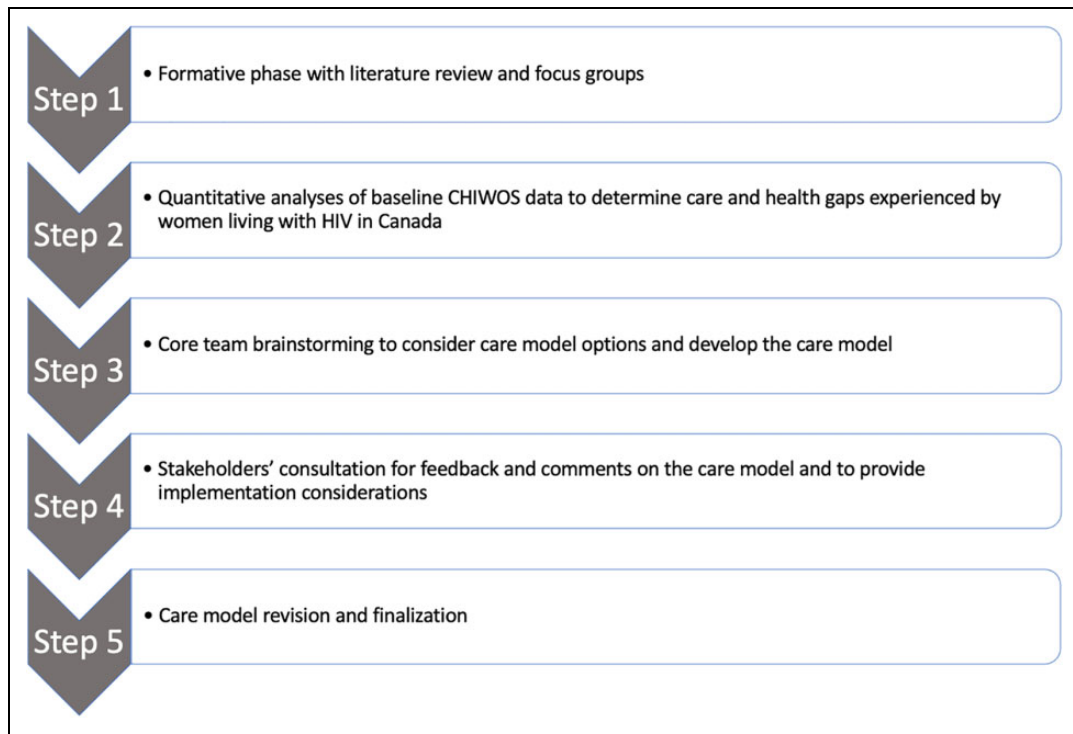 Step 1
• Formative phase with literature review and focus groups
Step 2
• Quantitative analyses of baseline CHIWOS data to determine care and health gaps experienced by
women living with HIV in Canada
Step 3
• Core team brainstorming to consider care model options and develop the care model
Step 4
• Stakeholders’ consultation for feedback and comments on the care model and to provide
implementation considerations
Step 5
• Care model revision and finalization